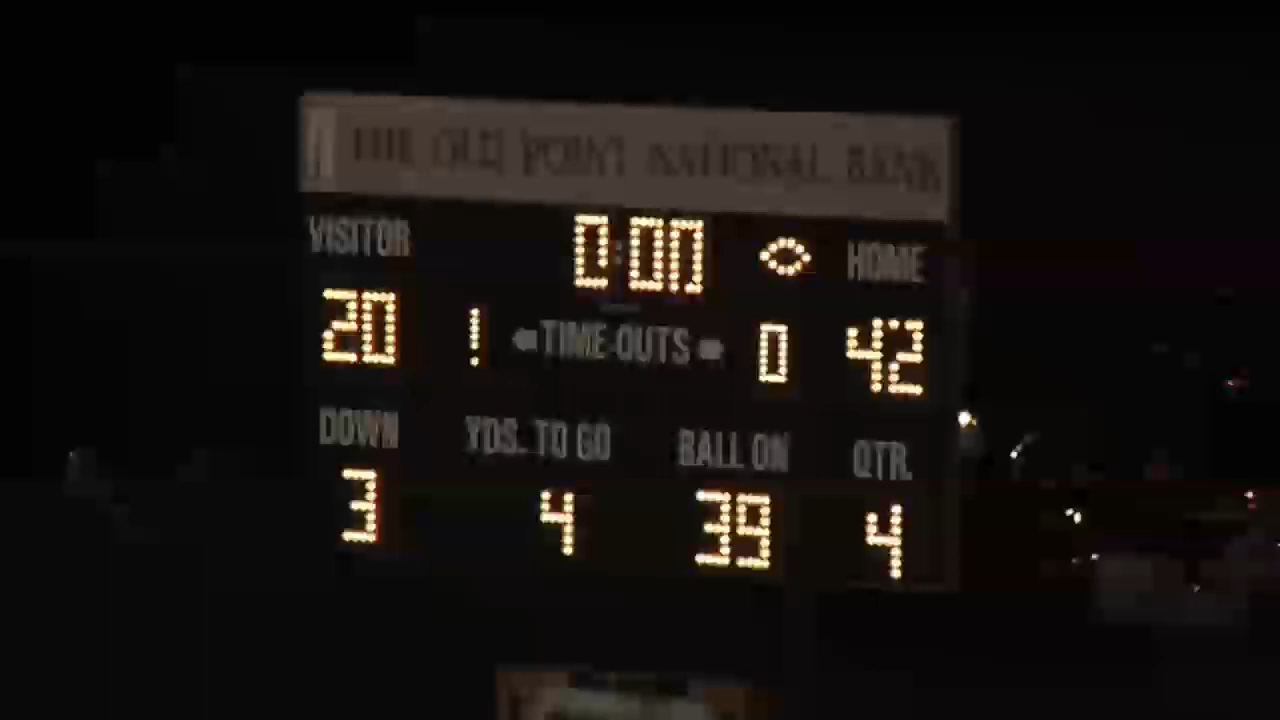 THE OLD POINT NATIONAL BANK
VISITOR 0:00 HOME
20 1 TIME OUTS 0 42
DOWN YDS. TO GO BALL ON QTR.
3 4 39 4